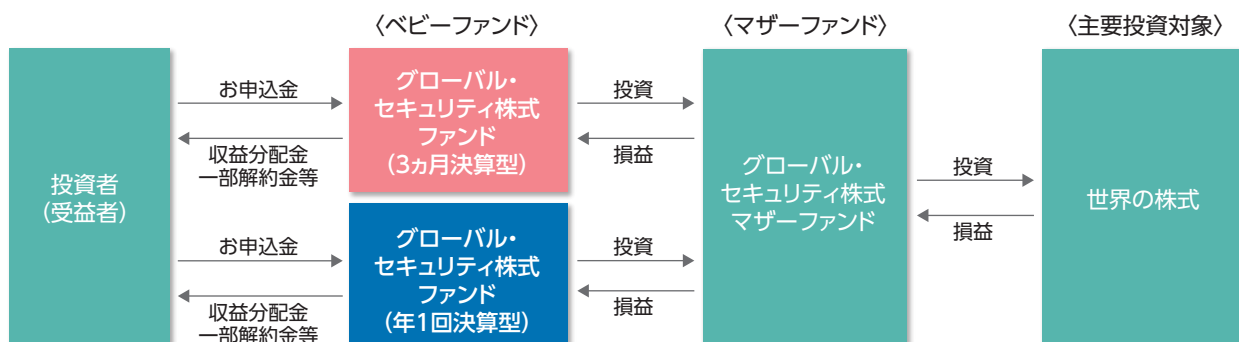 〈ベビーファンド〉
〈マザーファンド〉
〈主要投資対象〉
投資者
(受益者)
お申込金
収益分配金
一部解約金等
グローバル・
セキュリティ株式
ファンド
(3ヵ月決算型)
投資
損益
お申込金
収益分配金
一部解約金等
グローバル・
セキュリティ株式
ファンド
(年1回決算型)
投資
損益
グローバル・
セキュリティ株式
マザーファンド
投資
損益
世界の株式